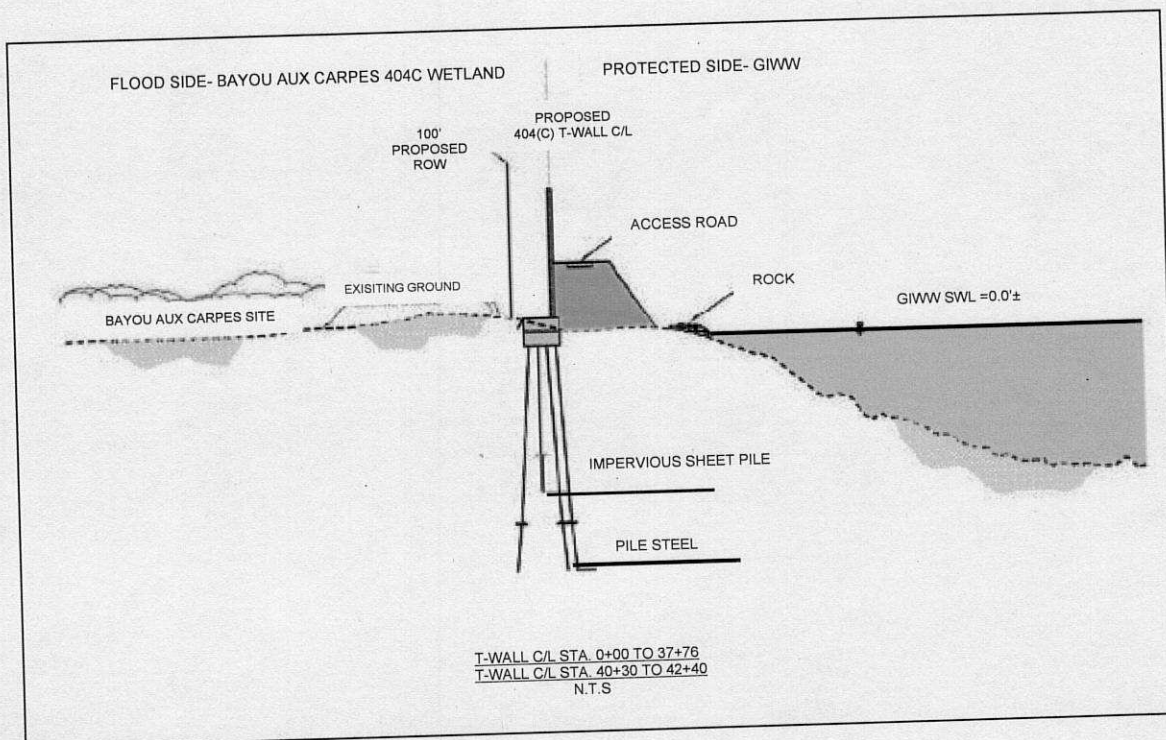 FLOOD SIDE- BAYOU AUX CARPES 404C WETLAND
PROTECTED SIDE- GIWW
100'
PROPOSED
ROW
PROPOSED
404(C) T-WALL C/L
ACCESS ROAD
ROCK
EXISITING GROUND
GIWW SWL =0.0'±
BAYOU AUX CARPES SITE
IMPERVIOUS SHEET PILE
PILE STEEL
T-WALL C/L STA. 0+00 TO 37+76
T-WALL C/L STA. 40+30 TO 42+40
N.T.S